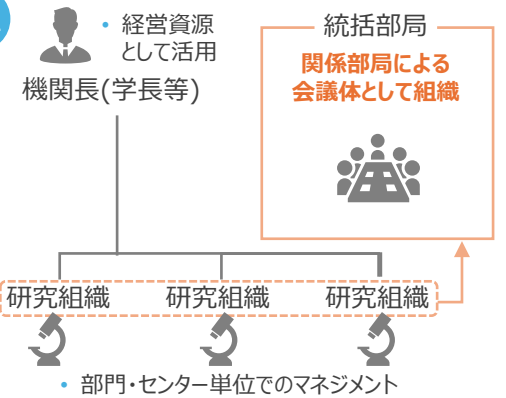 • 経営資源
として活用
機関長(学長等)
統括部局
関係部局による
会議体として組織
研究組織 研究組織 研究組織
• 部門・センター単位でのマネジメント